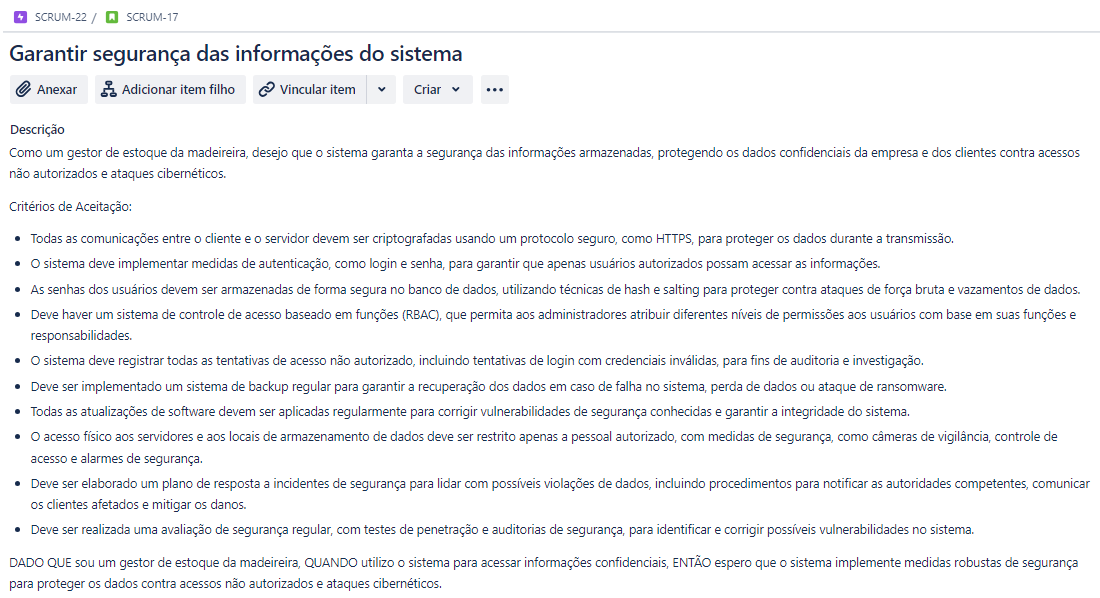 SCRUM-22 / SCRUM-17
Garantir segurança das informações do sistema
Anexar Adicionar item filho Vincular item Criar
Descrição
Como um gestor de estoque da madeireira, desejo que o sistema garanta a segurança das informações armazenadas, protegendo os dados confidenciais da empresa e dos clientes contra acessos
não autorizados e ataques cibernéticos.
Critérios de Aceitação:
• Todas as comunicações entre o cliente e o servidor devem ser criptografadas usando um protocolo seguro, como HTTPS, para proteger os dados durante a transmissão.
• O sistema deve implementar medidas de autenticação, como login e senha, para garantir que apenas usuários autorizados possam acessar as informações.
• As senhas dos usuários devem ser armazenadas de forma segura no banco de dados, utilizando técnicas de hash e salting para proteger contra ataques de força bruta e vazamentos de dados.
• Deve haver um sistema de controle de acesso baseado em funções (RBAC), que permita aos administradores atribuir diferentes níveis de permissões aos usuários com base em suas funções e
responsabilidades.
• O sistema deve registrar todas as tentativas de acesso não autorizado, incluindo tentativas de login com credenciais inválidas, para fins de auditoria e investigação.
• Deve ser implementado um sistema de backup regular para garantir a recuperação dos dados em caso de falha no sistema, perda de dados ou ataque de ransomware.
• Todas as atualizações de software devem ser aplicadas regularmente para corrigir vulnerabilidades de segurança conhecidas e garantir a integridade do sistema.
• O acesso físico aos servidores e aos locais de armazenamento de dados deve ser restrito apenas a pessoal autorizado, com medidas de segurança, como câmeras de vigilância, controle de
acesso e alarmes de segurança.
• Deve ser elaborado um plano de resposta a incidentes de segurança para lidar com possíveis violações de dados, incluindo procedimentos para notificar as autoridades competentes, comunicar
os clientes afetados e mitigar os danos.
• Deve ser realizada uma avaliação de segurança regular, com testes de penetração e auditorias de segurança, para identificar e corrigir possíveis vulnerabilidades no sistema.
DADO QUE sou um gestor de estoque da madeireira, QUANDO utilizo o sistema para acessar informações confidenciais, ENTÃO espero que o sistema implemente medidas robustas de segurança
para proteger os dados contra acessos não autorizados e ataques cibernéticos.